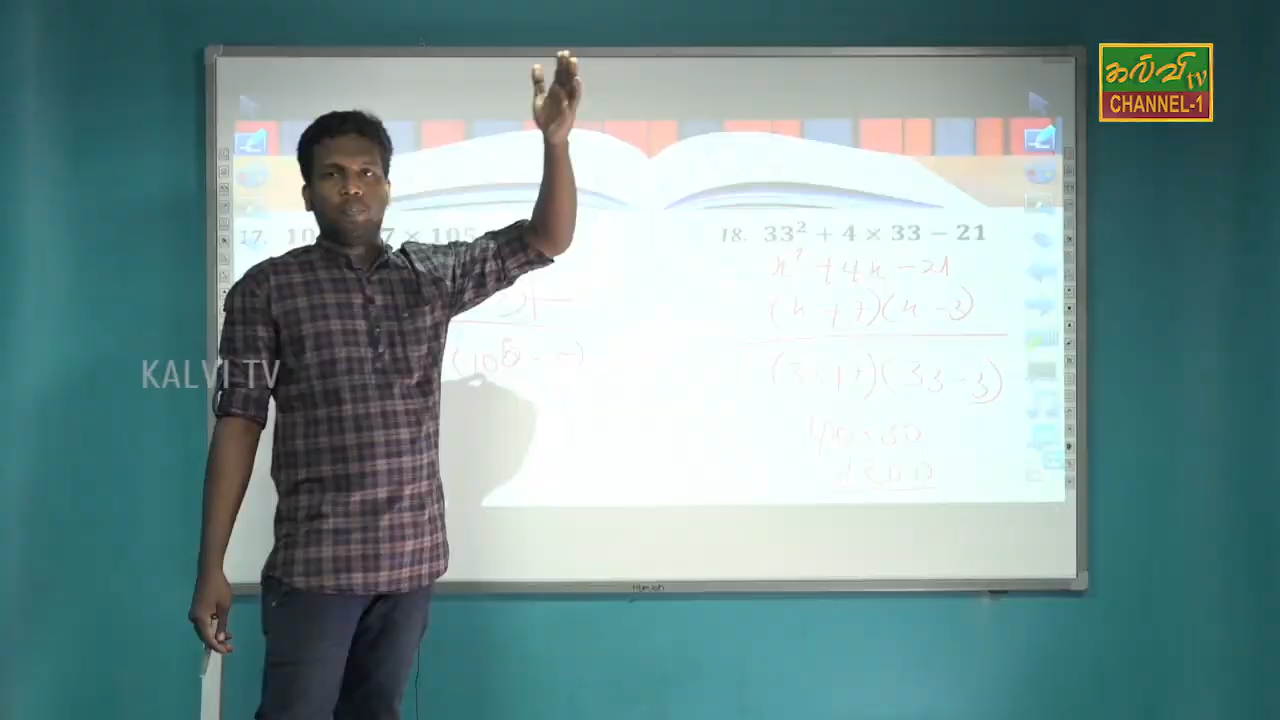 கல்வி tv
CHANNEL-1
17. 10 7 × 105
18. 33² + 4 × 33 − 21
x² + 4x − 21
(x + 7)(x − 3)
(33+7)(33−3)
40×30
1200
KALVI TV